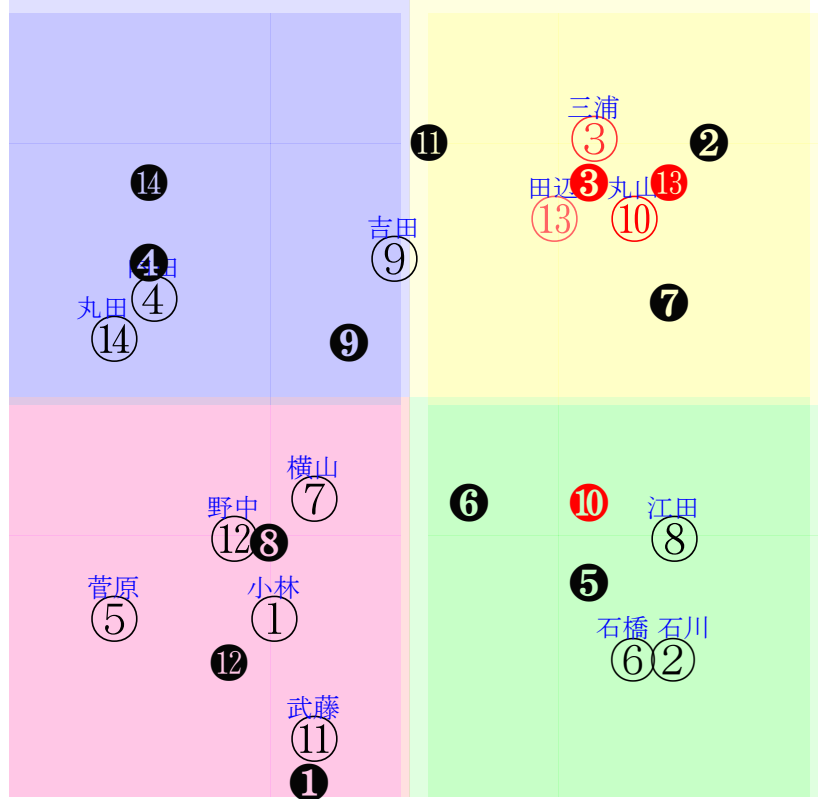 三浦
③
⓫
❷
⓮
田辺
❸
丸山
⓭
⑬
⑩
吉田
⑨
❹
田
④
❼
丸田
⑭
❾
横山
⑦
野中
⑫
❽
❻
❿
江田
⑧
菅原
⑤
小林
①
❺
石橋 石川
⑥②
⓬
武藤
⑪
❶